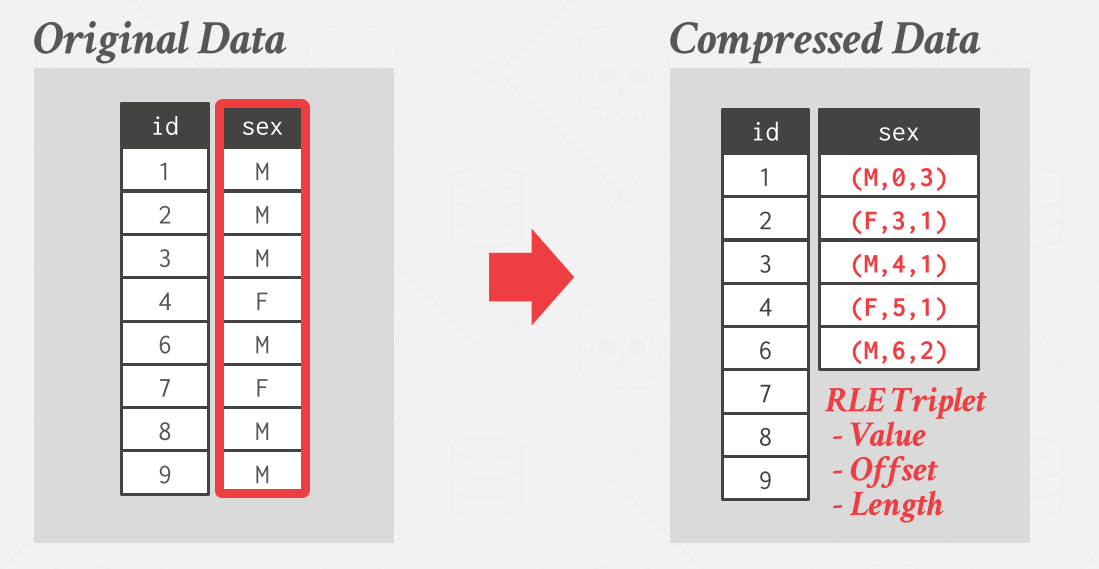 Original Data
id sex
1 M
2 M
3 M
4 F
6 M
7 F
8 M
9 M
Compressed Data
id sex
1 (M,0,3)
2 (F,3,1)
3 (M,4,1)
4 (F,5,1)
6 (M,6,2)
7
8
9
RLE Triplet
- Value
- Offset
- Length